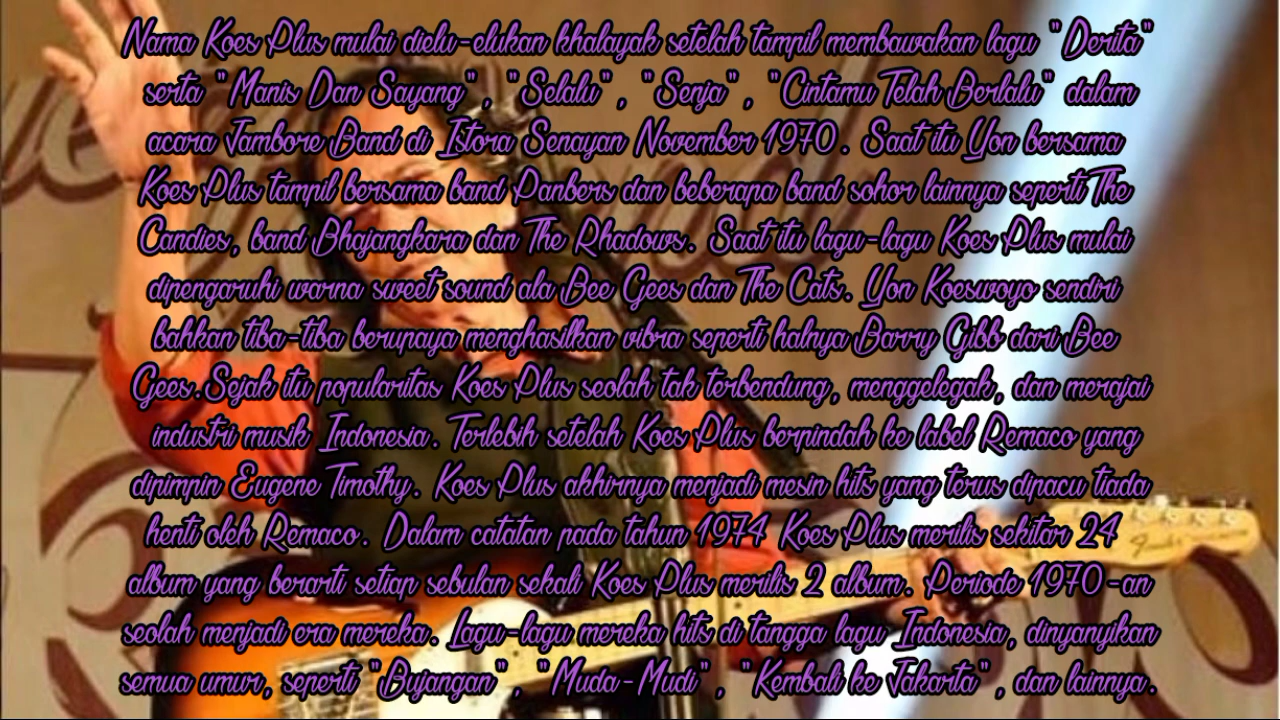 Nama Koes Plus mulai dielu-elukan khalayak setelah tampil membawakan lagu "Derita"
serta "Manis Dan Sayang", "Selalu", "Senja", "Cintamu Telah Berlalu" dalam
acara Jambore Band di Istora Senayan November 1970. Saat itu Yon bersama
Koes Plus tampil bersama band Panbers dan beberapa band sohor lainnya seperti The
Candies, band Bhajangkara dan The Rhadows. Saat itu lagu-lagu Koes Plus mulai
dipengaruhi warna sweet sound ala Bee Gees dan The Cats. Yon Koeswoyo sendiri
bahkan tiba-tiba berupaya menghasilkan vibra seperti halnya Barry Gibb dari Bee
Gees.Sejak itu popularitas Koes Plus seolah tak terbendung, menggelegak, dan merajai
industri musik Indonesia. Terlebih setelah Koes Plus berpindah ke label Remaco yang
dipimpin Eugene Timothy. Koes Plus akhirnya menjadi mesin hits yang terus dipacu tiada
henti oleh Remaco. Dalam catatan pada tahun 1974 Koes Plus merilis sekitar 24
album yang berarti setiap sebulan sekali Koes Plus merilis 2 album. Periode 1970-an
seolah menjadi era mereka. Lagu-lagu mereka hits di tangga lagu Indonesia, dinyanyikan
semua umur, seperti "Bujangan", "Muda-Mudi", "Kembali ke Jakarta", dan lainnya.
Fender